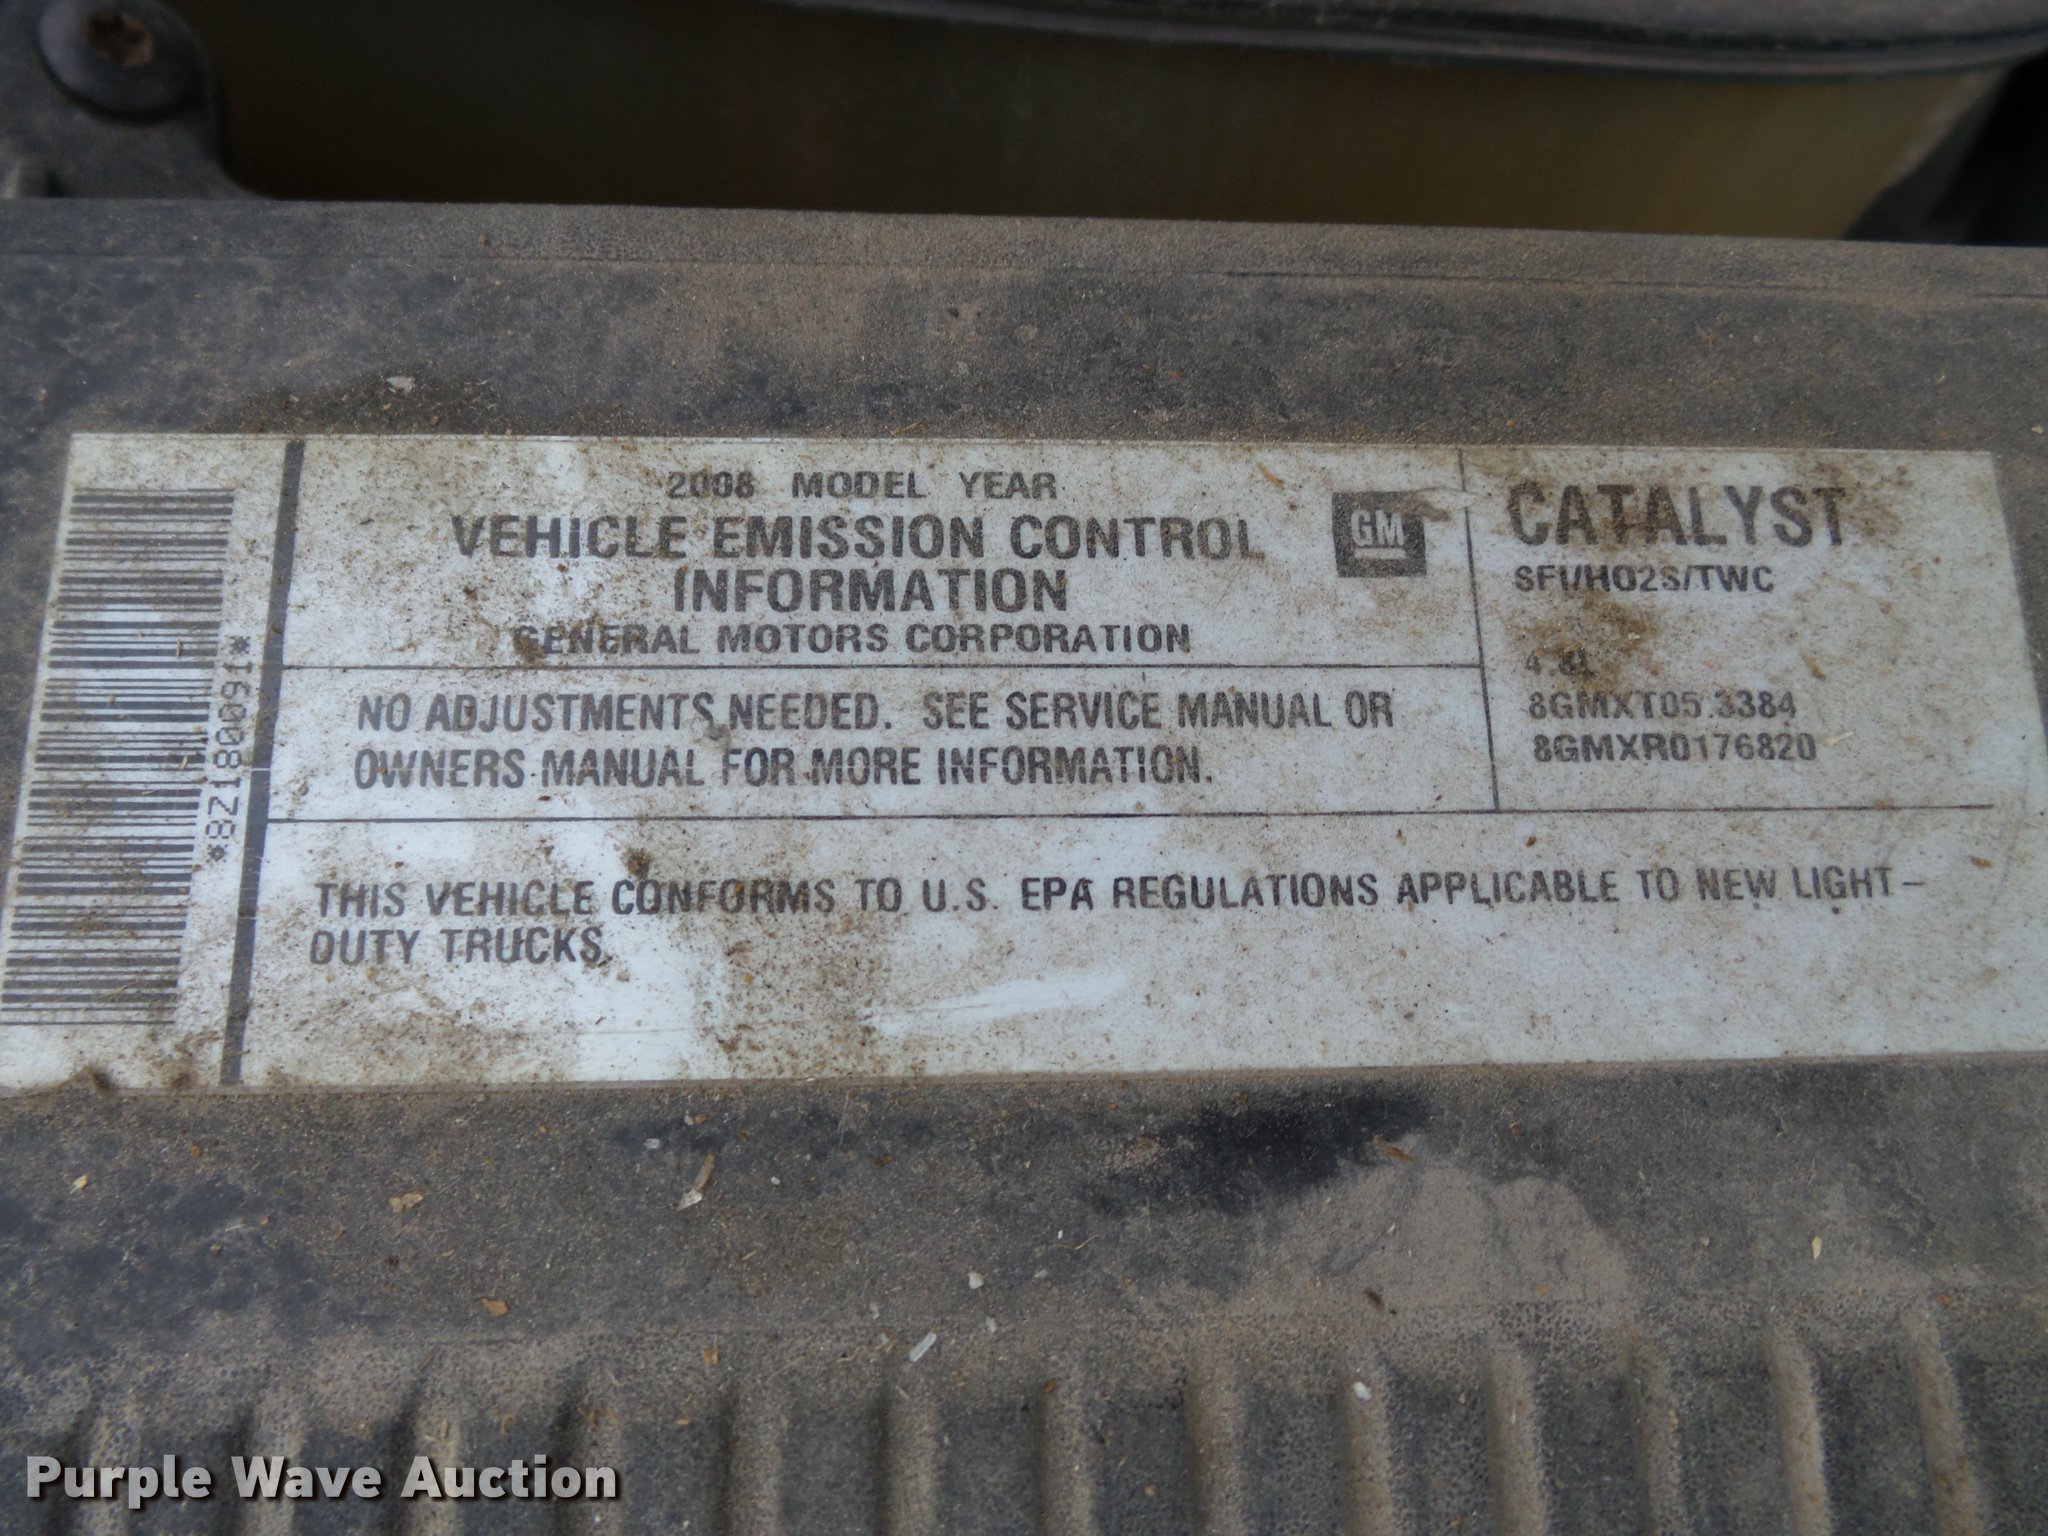 *8Z180091*
2008 MODEL YEAR
VEHICLE EMISSION CONTROL
INFORMATION
GENERAL MOTORS CORPORATION
GM
CATALYST
SFI/HO2S/TWC
4.8L
8GMXT05.3384
8GMXR0176820
NO ADJUSTMENTS NEEDED. SEE SERVICE MANUAL OR
OWNERS MANUAL FOR MORE INFORMATION.
THIS VEHICLE CONFORMS TO U.S. EPA REGULATIONS APPLICABLE TO NEW LIGHT-
DUTY TRUCKS.
Purple Wave Auction